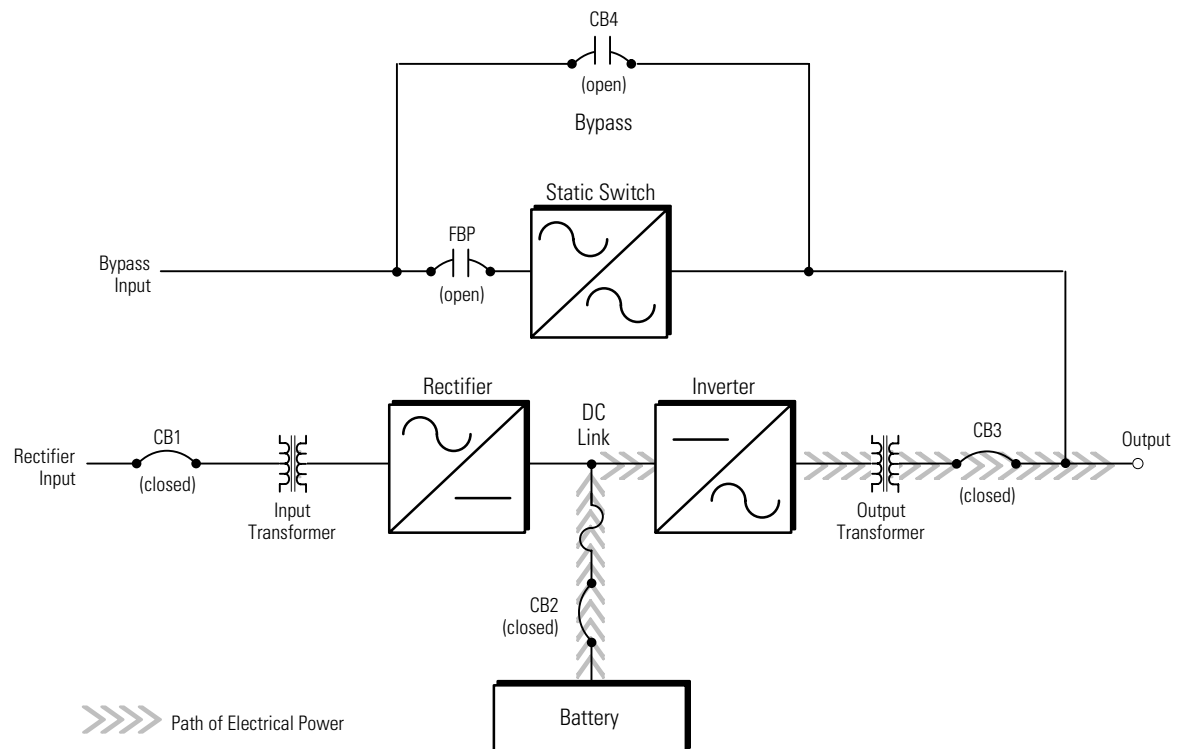 CB4
(open)
Bypass
Static Switch
FBP
(open)
Bypass
Input
Rectifier
Inverter
DC
Link
CB1
(closed)
Rectifier
Input
Input
Transformer
CB3
(closed)
Output
Output
Transformer
CB2
(closed)
Battery
Path of Electrical Power